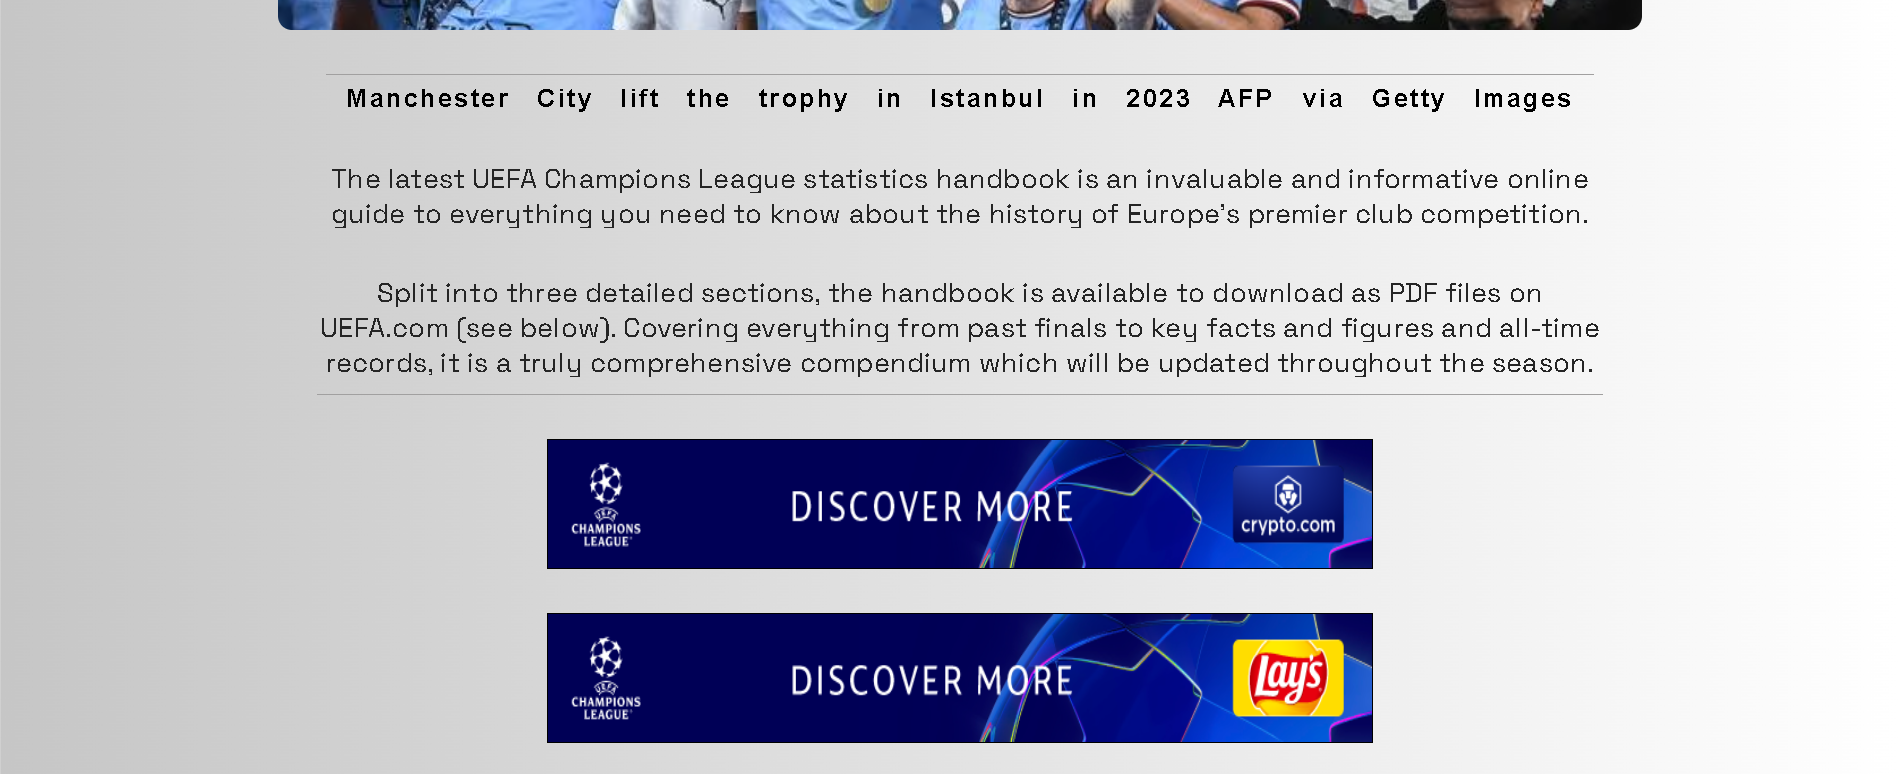 Manchester City lift the trophy in Istanbul in 2023 AFP via Getty Images
The latest UEFA Champions League statistics handbook is an invaluable and informative online
guide to everything you need to know about the history of Europe's premier club competition.
Split into three detailed sections, the handbook is available to download as PDF files on
UEFA.com (see below). Covering everything from past finals to key facts and figures and all-time
records, it is a truly comprehensive compendium which will be updated throughout the season.
UEFA
CHAMPIONS
LEAGUE
DISCOVER MORE
crypto.com
UEFA
CHAMPIONS
LEAGUE
DISCOVER MORE
Lay's